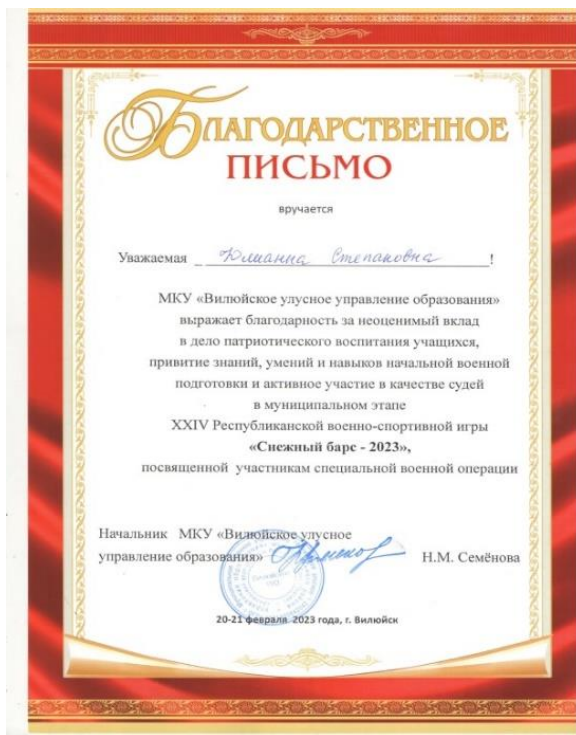 БЛАГОДАРСТВЕННОЕ
ПИСЬМО
вручается
Уважаемая Юлианна Степановна!
МКУ «Вилюйское улусное управление образования»
выражает благодарность за неоценимый вклад
в дело патриотического воспитания учащихся,
привитие знаний, умений и навыков начальной военной
подготовки и активное участие в качестве судей
в муниципальном этапе
XXIV Республиканской военно-спортивной игры
«Снежный барс - 2023»,
посвященной участникам специальной военной операции
Начальник МКУ «Вилюйское улусное
управление образования» Н.М. Семёнова
20-21 февраля 2023 года, г. Вилюйск